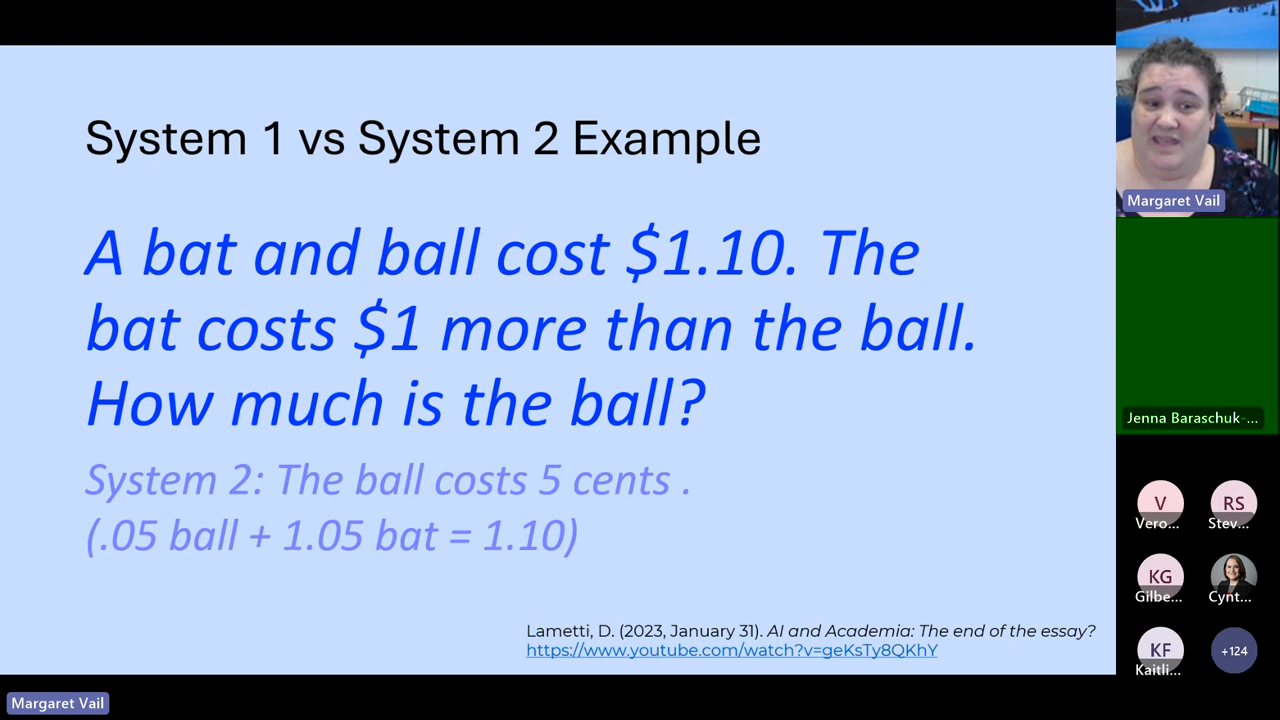 System 1 vs System 2 Example
A bat and ball cost $1.10. The
bat costs $1 more than the ball.
How much is the ball?
System 2: The ball costs 5 cents .
(.05 ball + 1.05 bat = 1.10)
Lametti, D. (2023, January 31). AI and Academia: The end of the essay?
https://www.youtube.com/watch?v=geKsTy8QKhY
Margaret Vail
Jenna Baraschuk-...
V
RS
Vero...
Stev...
KG
Gilbe...
Cynt...
KF
+124
Kaitli...
Margaret Vail